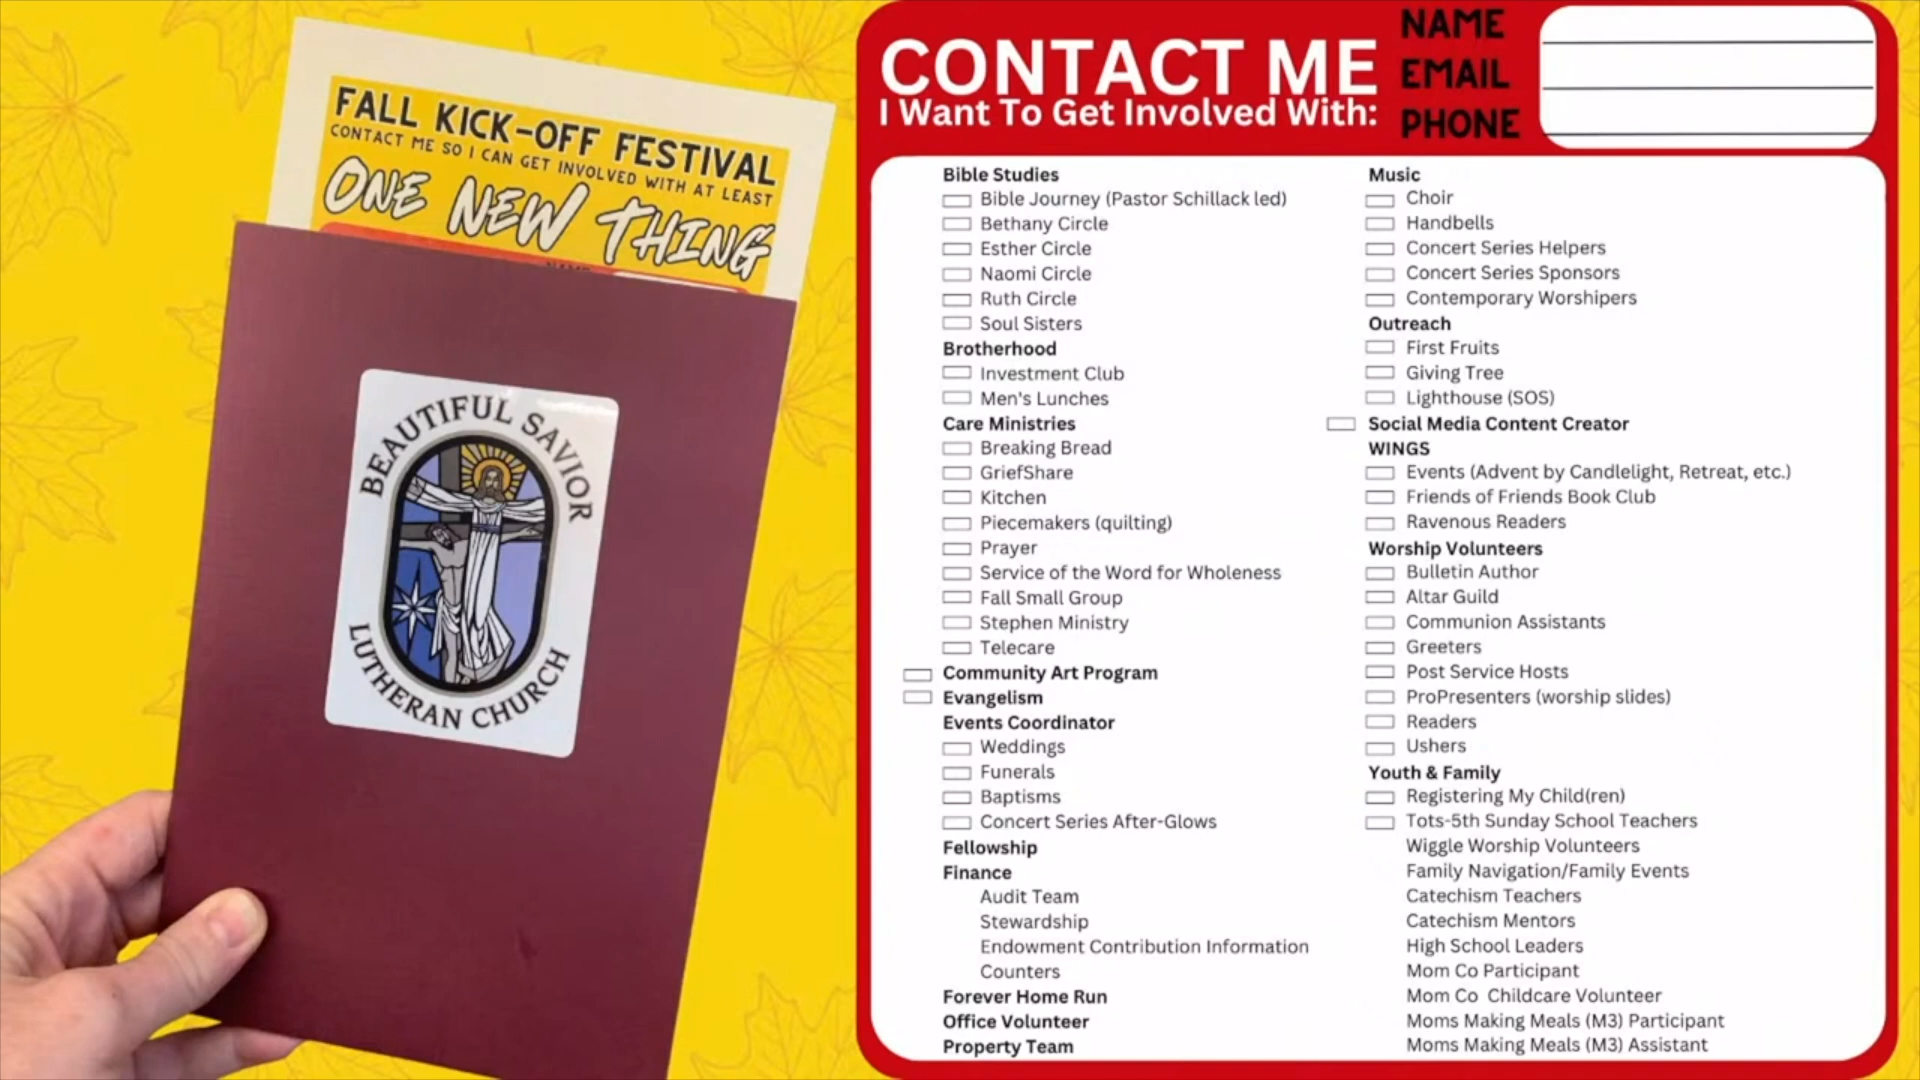 FALL KICK-OFF FESTIVAL
CONTACT ME SO I CAN GET INVOLVED WITH AT LEAST
ONE NEW THING
BEAUTIFUL SAVIOR
LUTHERAN CHURCH
CONTACT ME
I Want To Get Involved With:
NAME
EMAIL
PHONE
Bible Studies
Bible Journey (Pastor Schillack led)
Bethany Circle
Esther Circle
Naomi Circle
Ruth Circle
Soul Sisters
Brotherhood
Investment Club
Men's Lunches
Care Ministries
Breaking Bread
GriefShare
Kitchen
Piecemakers (quilting)
Prayer
Service of the Word for Wholeness
Fall Small Group
Stephen Ministry
Telecare
Community Art Program
Evangelism
Events Coordinator
Weddings
Funerals
Baptisms
Concert Series After-Glows
Fellowship
Finance
Audit Team
Stewardship
Endowment Contribution Information
Counters
Forever Home Run
Office Volunteer
Property Team
Music
Choir
Handbells
Concert Series Helpers
Concert Series Sponsors
Contemporary Worshipers
Outreach
First Fruits
Giving Tree
Lighthouse (SOS)
Social Media Content Creator
WINGS
Events (Advent by Candlelight, Retreat, etc.)
Friends of Friends Book Club
Ravenous Readers
Worship Volunteers
Bulletin Author
Altar Guild
Communion Assistants
Greeters
Post Service Hosts
ProPresenters (worship slides)
Readers
Ushers
Youth & Family
Registering My Child(ren)
Tots-5th Sunday School Teachers
Wiggle Worship Volunteers
Family Navigation/Family Events
Catechism Teachers
Catechism Mentors
High School Leaders
Mom Co Participant
Mom Co Childcare Volunteer
Moms Making Meals (M3) Participant
Moms Making Meals (M3) Assistant